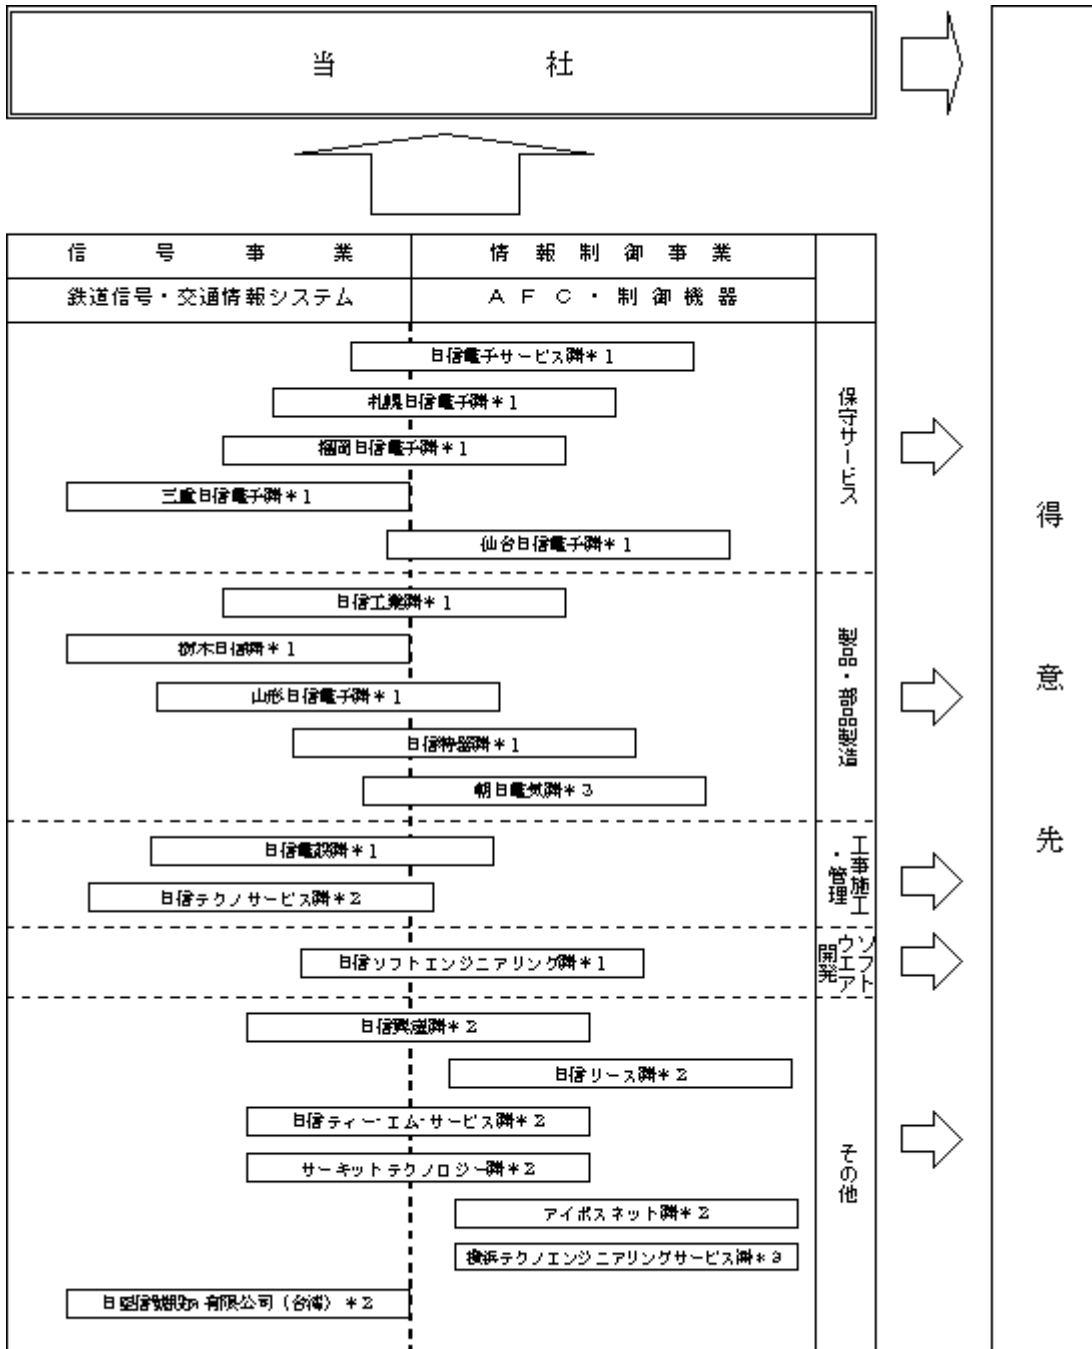 当社
信号事業 情報制御事業
鉄道信号・交通情報システム AFC・制御機器
日信電子サービス㈱＊1
札幌日信電子㈱＊1
福岡日信電子㈱＊1
三重日信電子㈱＊1
仙台日信電子㈱＊1
保守サービス
日信工業㈱＊1
栃木日信㈱＊1
山形日信電子㈱＊1
日信特器㈱＊1
朝日電気㈱＊3
製品・部品製造
日信電設㈱＊1
日信テクノサービス㈱＊2
工事施工
・管理
日信ソフトエンジニアリング㈱＊1
ソフト
ウエア
開発
日信興産㈱＊2
日信リース㈱＊2
日信ティー・エム・サービス㈱＊2
サーキットテクノロジー㈱＊2
アイポスネット㈱＊2
横浜テクノエンジニアリングサービス㈱＊3
有限公司（台湾）＊2
その他
得意先